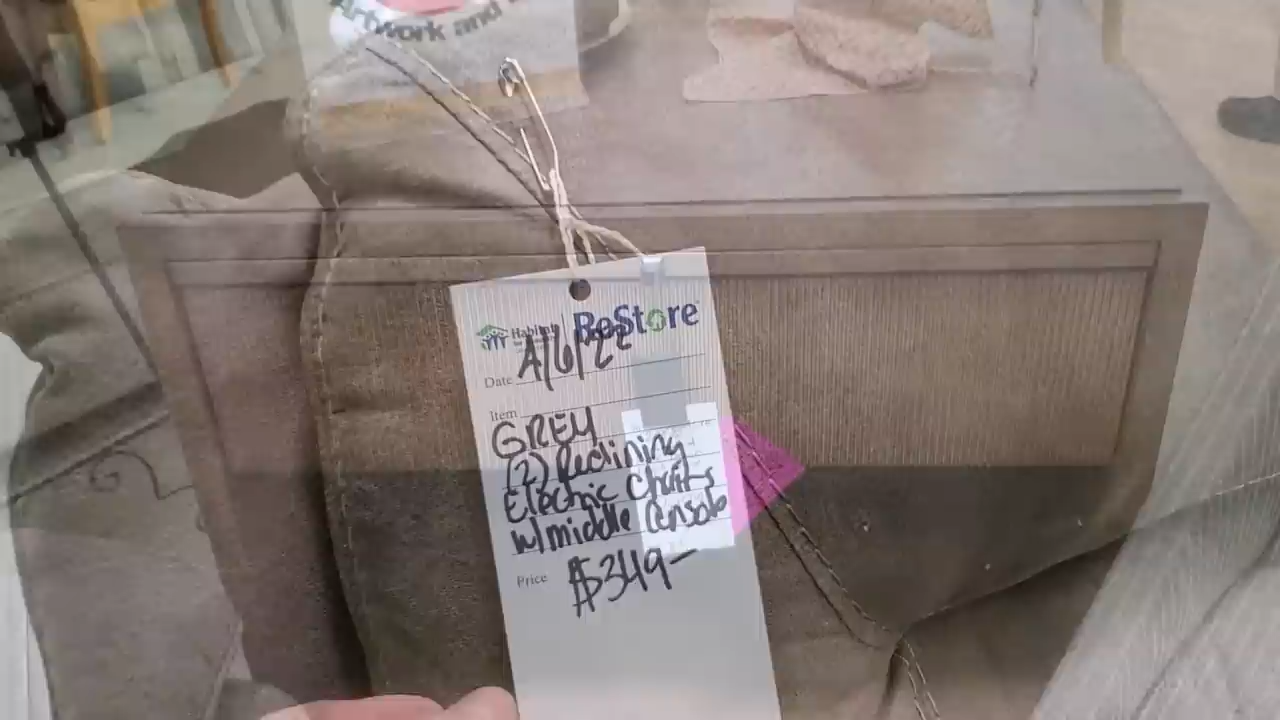 Artwork and
Habitat
ReStore
Date 4/6/22
Item
GREY
(2) Reclining
Electric Chairs
w/middle console
Price $349-